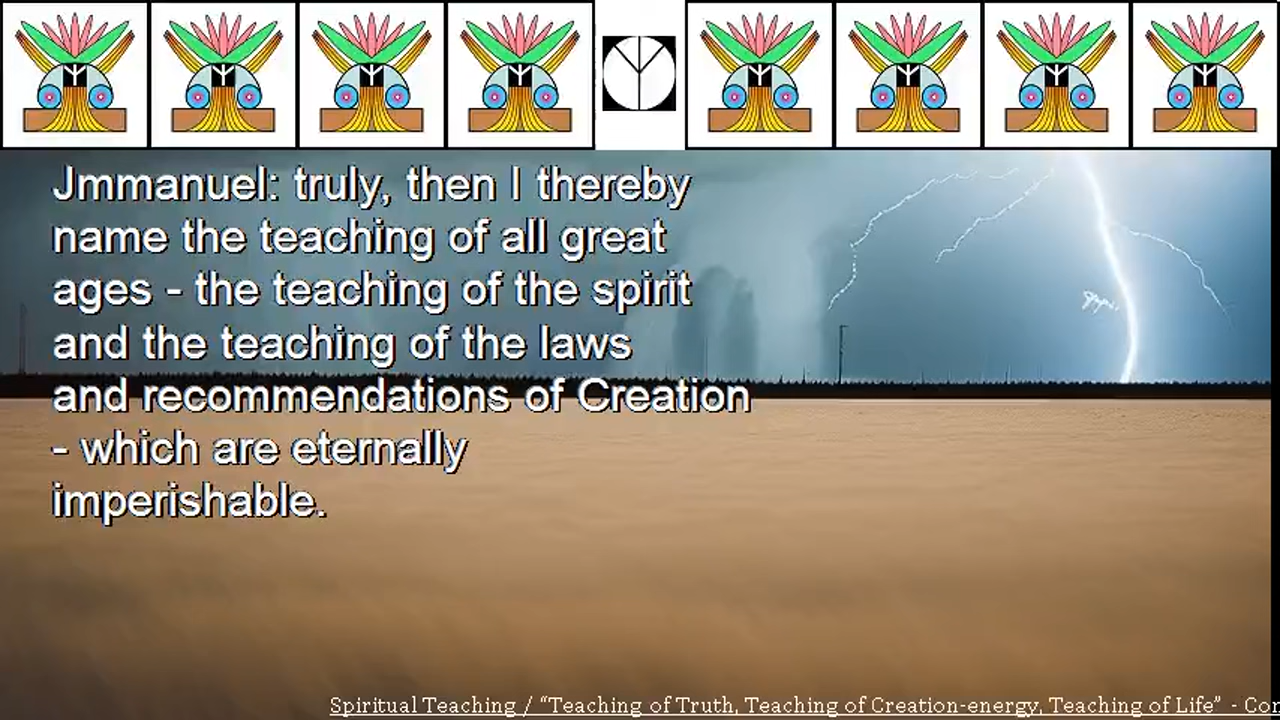 Jmmanuel: truly, then I thereby
name the teaching of all great
ages - the teaching of the spirit
and the teaching of the laws
and recommendations of Creation
- which are eternally
imperishable.
Spiritual Teaching / “Teaching of Truth, Teaching of Creation-energy, Teaching of Life” -